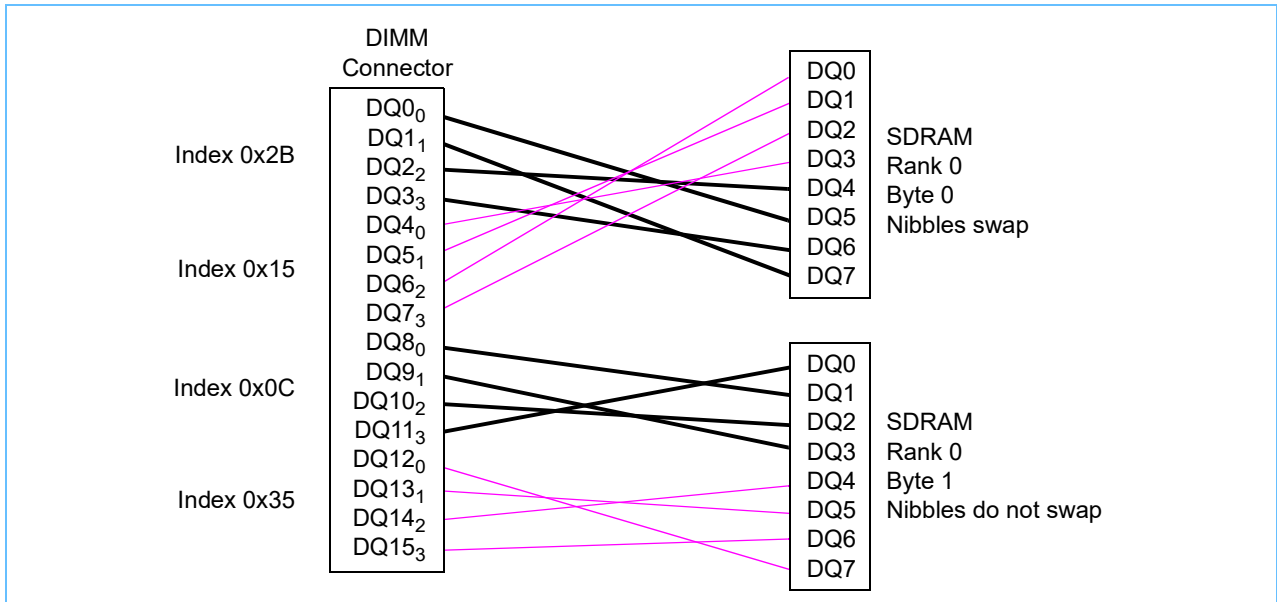 DIMM
Connector
Index 0x2B
Index 0x15
Index 0x0C
Index 0x35
DQ0₀
DQ1₁
DQ2₂
DQ3₃
DQ4₀
DQ5₁
DQ6₂
DQ7₃
DQ8₀
DQ9₁
DQ10₂
DQ11₃
DQ12₀
DQ13₁
DQ14₂
DQ15₃
DQ0
DQ1
DQ2
DQ3
DQ4
DQ5
DQ6
DQ7
SDRAM
Rank 0
Byte 0
Nibbles swap
DQ0
DQ1
DQ2
DQ3
DQ4
DQ5
DQ6
DQ7
SDRAM
Rank 0
Byte 1
Nibbles do not swap